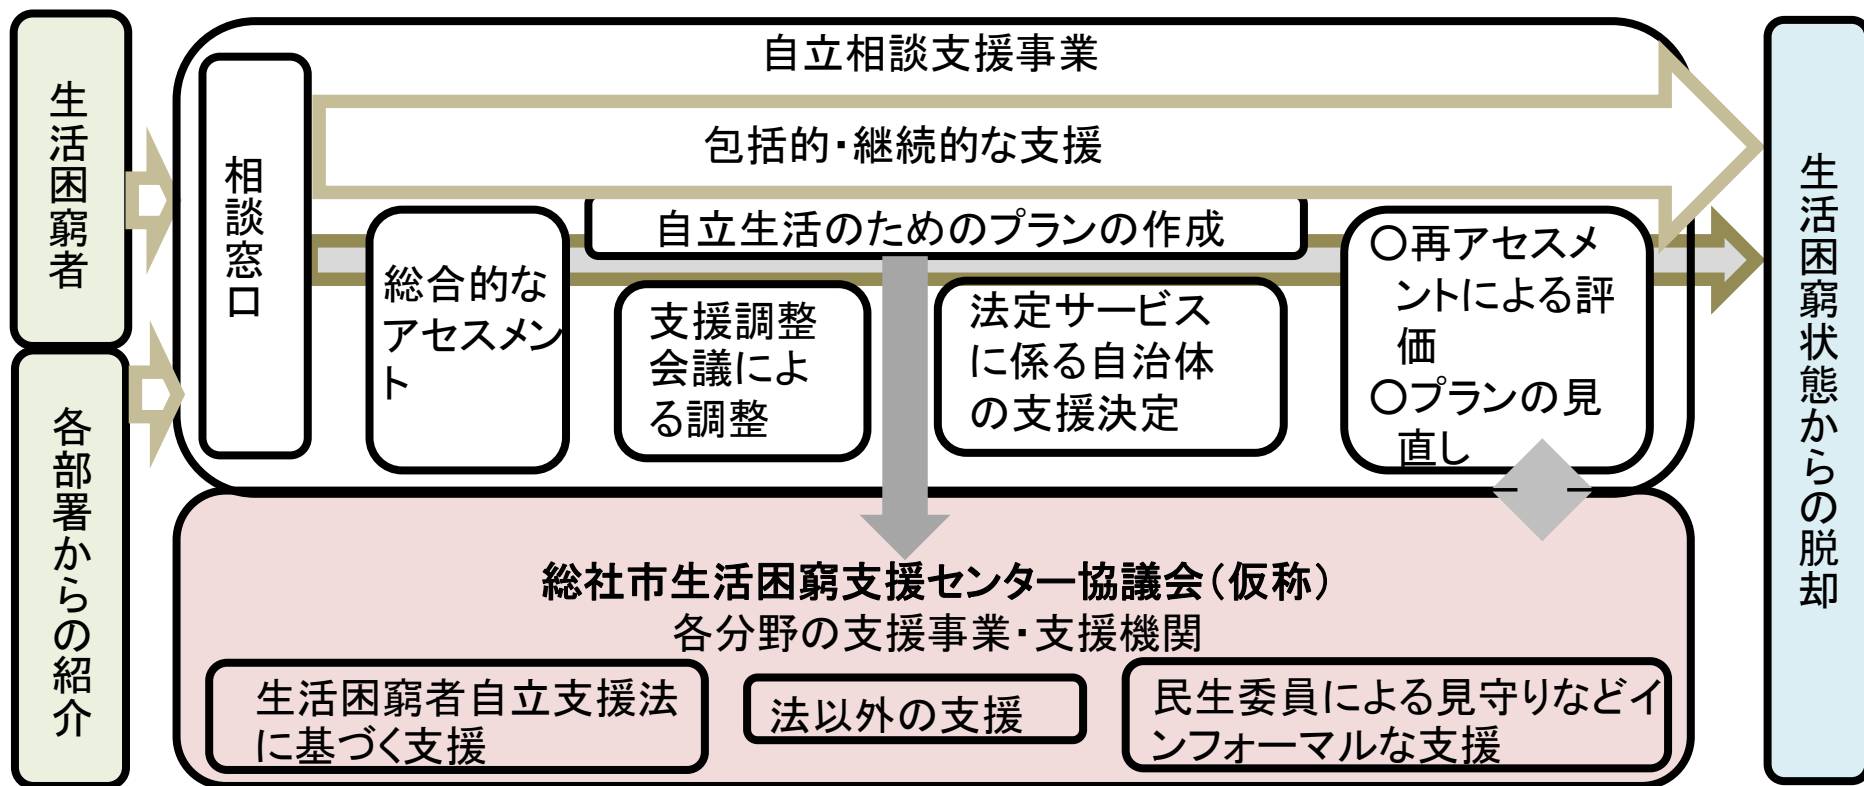 生活困窮者
各部署からの紹介
自立相談支援事業
相談窓口
包括的・継続的な支援
自立生活のためのプランの作成
総合的な
アセスメン
ト
支援調整
会議によ
る調整
法定サービス
に係る自治体
の支援決定
○再アセスメ
ントによる評
価
○プランの見
直し
総社市生活困窮支援センター協議会(仮称)
各分野の支援事業・支援機関
生活困窮者自立支援法
に基づく支援
法以外の支援
民生委員による見守りなどイ
ンフォーマルな支援
生活困窮状態からの脱却